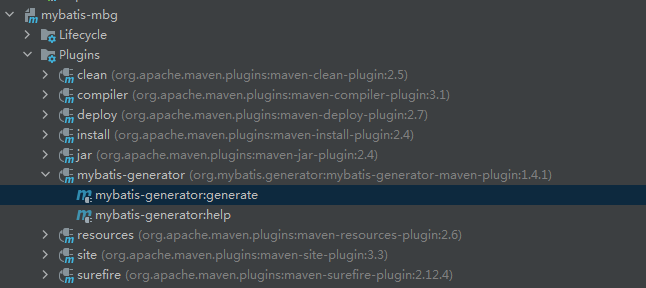 mybatis-mbg
Lifecycle
Plugins
clean (org.apache.maven.plugins:maven-clean-plugin:2.5)
compiler (org.apache.maven.plugins:maven-compiler-plugin:3.1)
deploy (org.apache.maven.plugins:maven-deploy-plugin:2.7)
install (org.apache.maven.plugins:maven-install-plugin:2.4)
jar (org.apache.maven.plugins:maven-jar-plugin:2.4)
mybatis-generator (org.mybatis.generator:mybatis-generator-maven-plugin:1.4.1)
mybatis-generator:generate
mybatis-generator:help
resources (org.apache.maven.plugins:maven-resources-plugin:2.6)
site (org.apache.maven.plugins:maven-site-plugin:3.3)
surefire (org.apache.maven.plugins:maven-surefire-plugin:2.12.4)